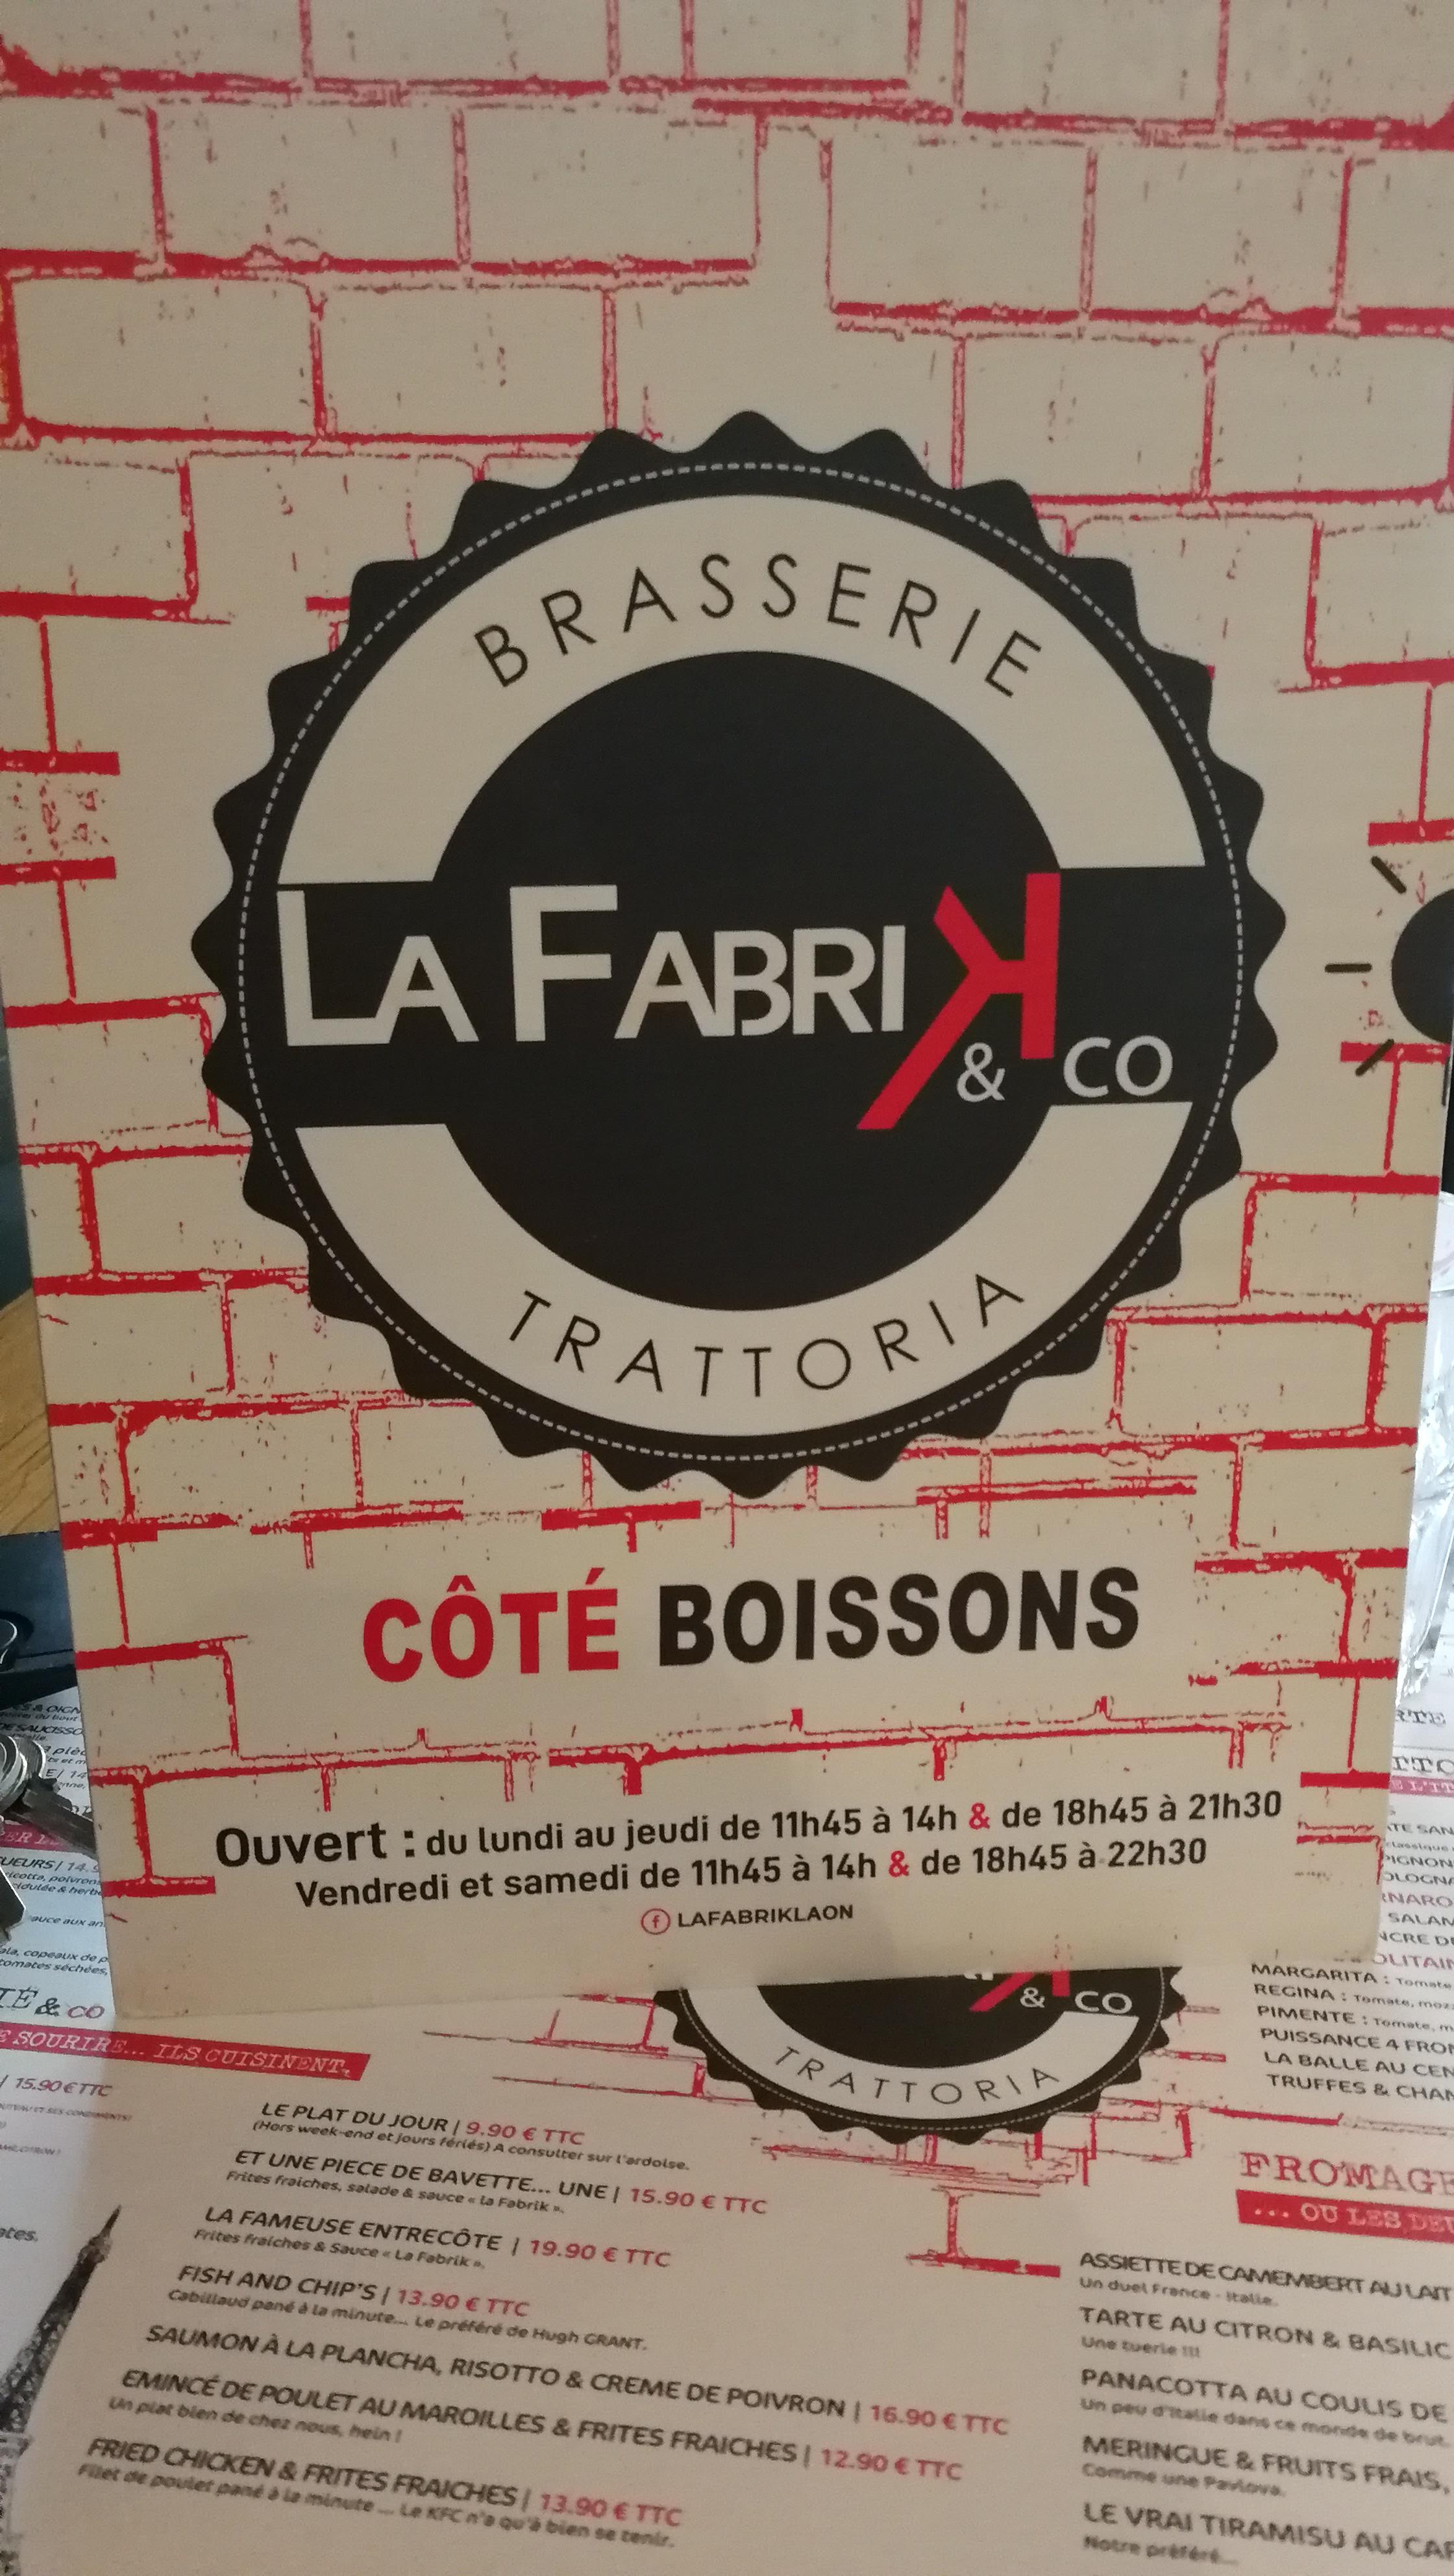 BRASSERIE
LA FABRIK
& CO
TRATTORIA
CÔTÉ BOISSONS
Ouvert : du lundi au jeudi de 11h45 à 14h & de 18h45 à 21h30
Vendredi et samedi de 11h45 à 14h & de 18h45 à 22h30
LAFABRIKLAON
& CO
TRATTORIA
& CO
SOURIRE... ILS CUISINENT.
15.90 € TTC
LE PLAT DU JOUR | 9.90 € TTC
(Hors week-end et jours fériés) A consulter sur l'ardoise.
ET UNE PIECE DE BAVETTE... UNE | 15.90 € TTC
Frites fraiches, salade & sauce « la Fabrik ».
LA FAMEUSE ENTRECÔTE | 19.90 € TTC
Frites fraiches & Sauce « La Fabrik ».
FISH AND CHIP'S | 13.90 € TTC
Cabillaud pané à la minute... Le préféré de Hugh GRANT.
SAUMON À LA PLANCHA, RISOTTO & CREME DE POIVRON | 16.90 € TTC
EMINCÉ DE POULET AU MAROILLES & FRITES FRAICHES | 12.90 € TTC
Un plat bien de chez nous, hein !
FRIED CHICKEN & FRITES FRAICHES | 13.90 € TTC
Filet de poulet pané à la minute ... Le KFC n'a qu'à bien se tenir.
MARGARITA : Tomate
REGINA : Tomate,
PIMENTE : Tomate,
PUISSANCE 4
LA BALLE AU
TRUFFES &
FROMAGE
... OU LES
ASSIETTE DE CAMEMBERT AU LAIT
Un duel France - Italie.
TARTE AU CITRON & BASILIC
Une tuerie !!!
PANACOTTA AU COULIS DE
Un peu d'Italie dans ce monde de brut.
MERINGUE & FRUITS FRAIS,
Comme une Pavlova.
LE VRAI TIRAMISU AU
Notre préféré...